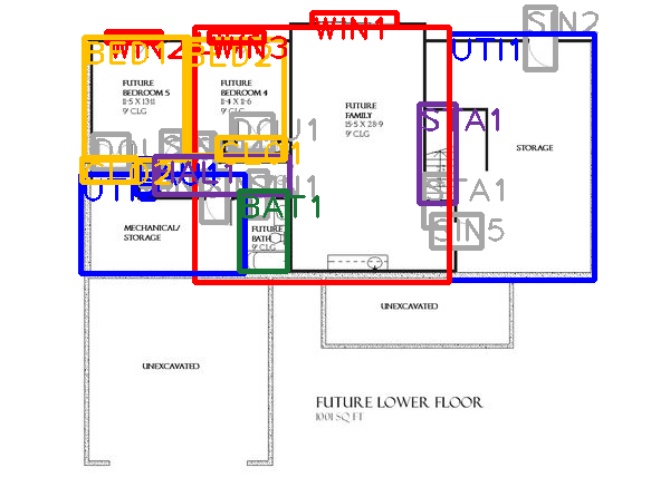 SIN2
WIN1
WIN2
WIN3
UTI1
BED1
BED2
FUTURE
BEDROOM 5
11-5 X 13-11
9' CLG
FUTURE
BEDROOM 4
11-4 X 11-6
9' CLG
FUTURE
FAMILY
15-5 X 28-9
9' CLG
STA1
DOU1
CLO1
STORAGE
STA1
BAT1
SIN5
MECHANICAL/
STORAGE
FUTURE
BATH
9' CLG
UNEXCAVATED
UNEXCAVATED
FUTURE LOWER FLOOR
1001 SQ FT